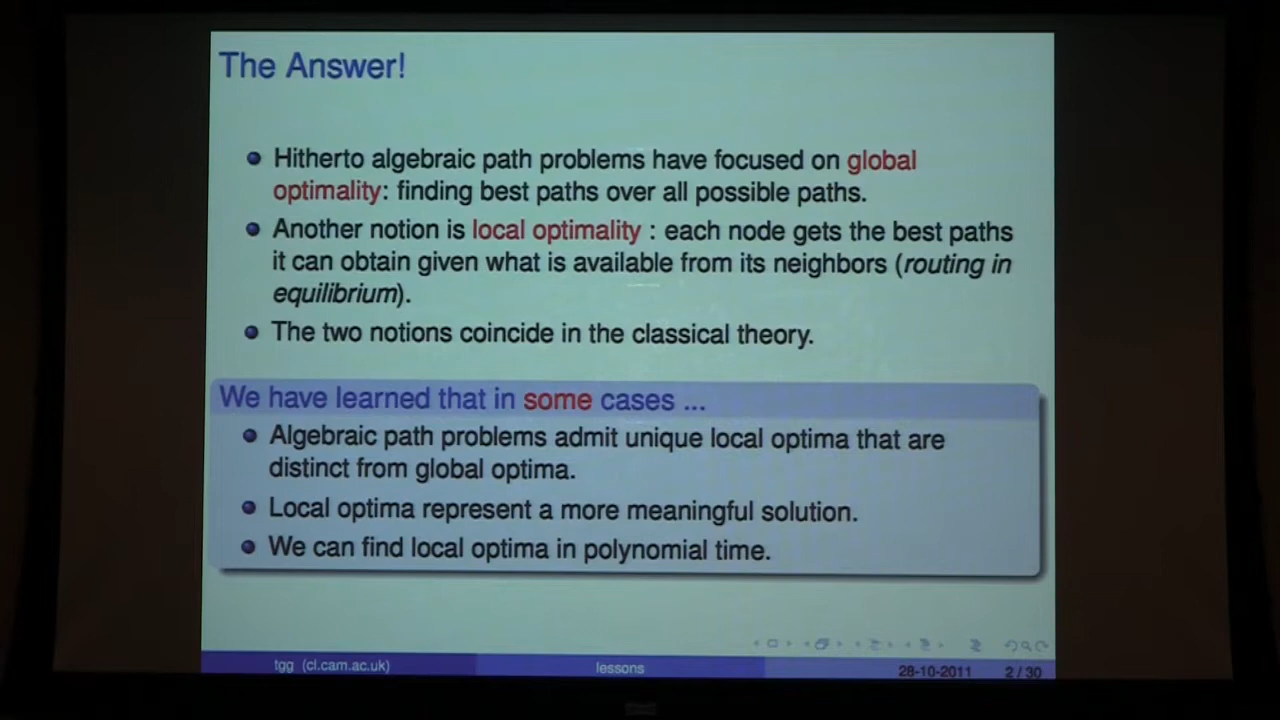 The Answer!
Hitherto algebraic path problems have focused on global
optimality: finding best paths over all possible paths.
Another notion is local optimality : each node gets the best paths
it can obtain given what is available from its neighbors (routing in
equilibrium).
The two notions coincide in the classical theory.
We have learned that in some cases ...
Algebraic path problems admit unique local optima that are
distinct from global optima.
Local optima represent a more meaningful solution.
We can find local optima in polynomial time.
tgg (cl.cam.ac.uk) lessons 28-10-2011 2 / 30